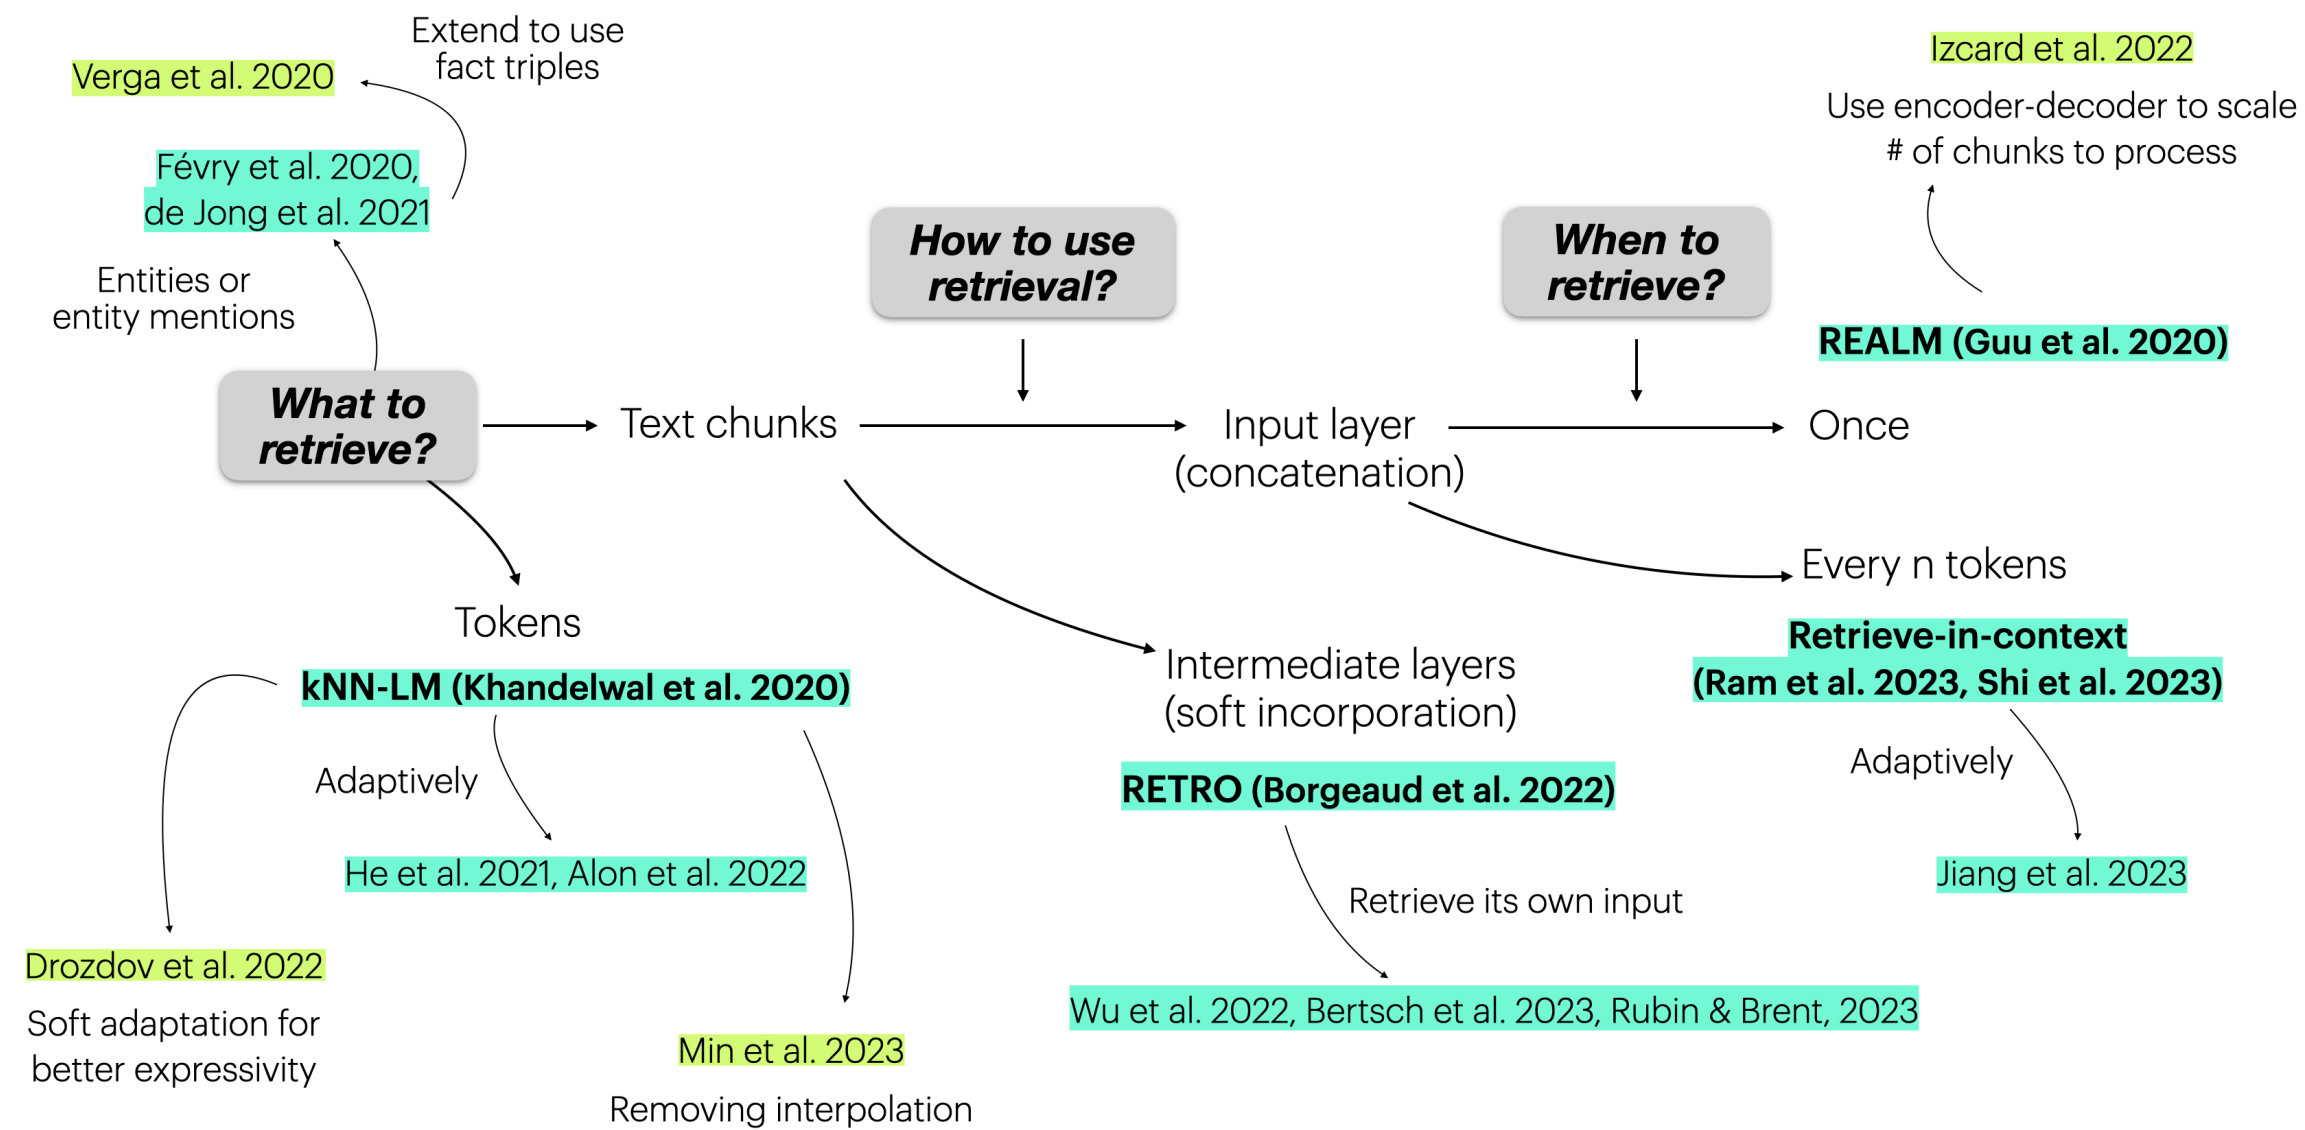 Extend to use
fact triples
Verga et al. 2020
Févry et al. 2020,
de Jong et al. 2021
Entities or
entity mentions
What to
retrieve?
Text chunks
How to use
retrieval?
Input layer
(concatenation)
When to
retrieve?
Once
Izcard et al. 2022
Use encoder-decoder to scale
# of chunks to process
REALM (Guu et al. 2020)
Every n tokens
Retrieve-in-context
(Ram et al. 2023, Shi et al. 2023)
Adaptively
Jiang et al. 2023
Intermediate layers
(soft incorporation)
RETRO (Borgeaud et al. 2022)
Retrieve its own input
Wu et al. 2022, Bertsch et al. 2023, Rubin & Brent, 2023
Tokens
kNN-LM (Khandelwal et al. 2020)
Adaptively
He et al. 2021, Alon et al. 2022
Drozdov et al. 2022
Soft adaptation for
better expressivity
Min et al. 2023
Removing interpolation